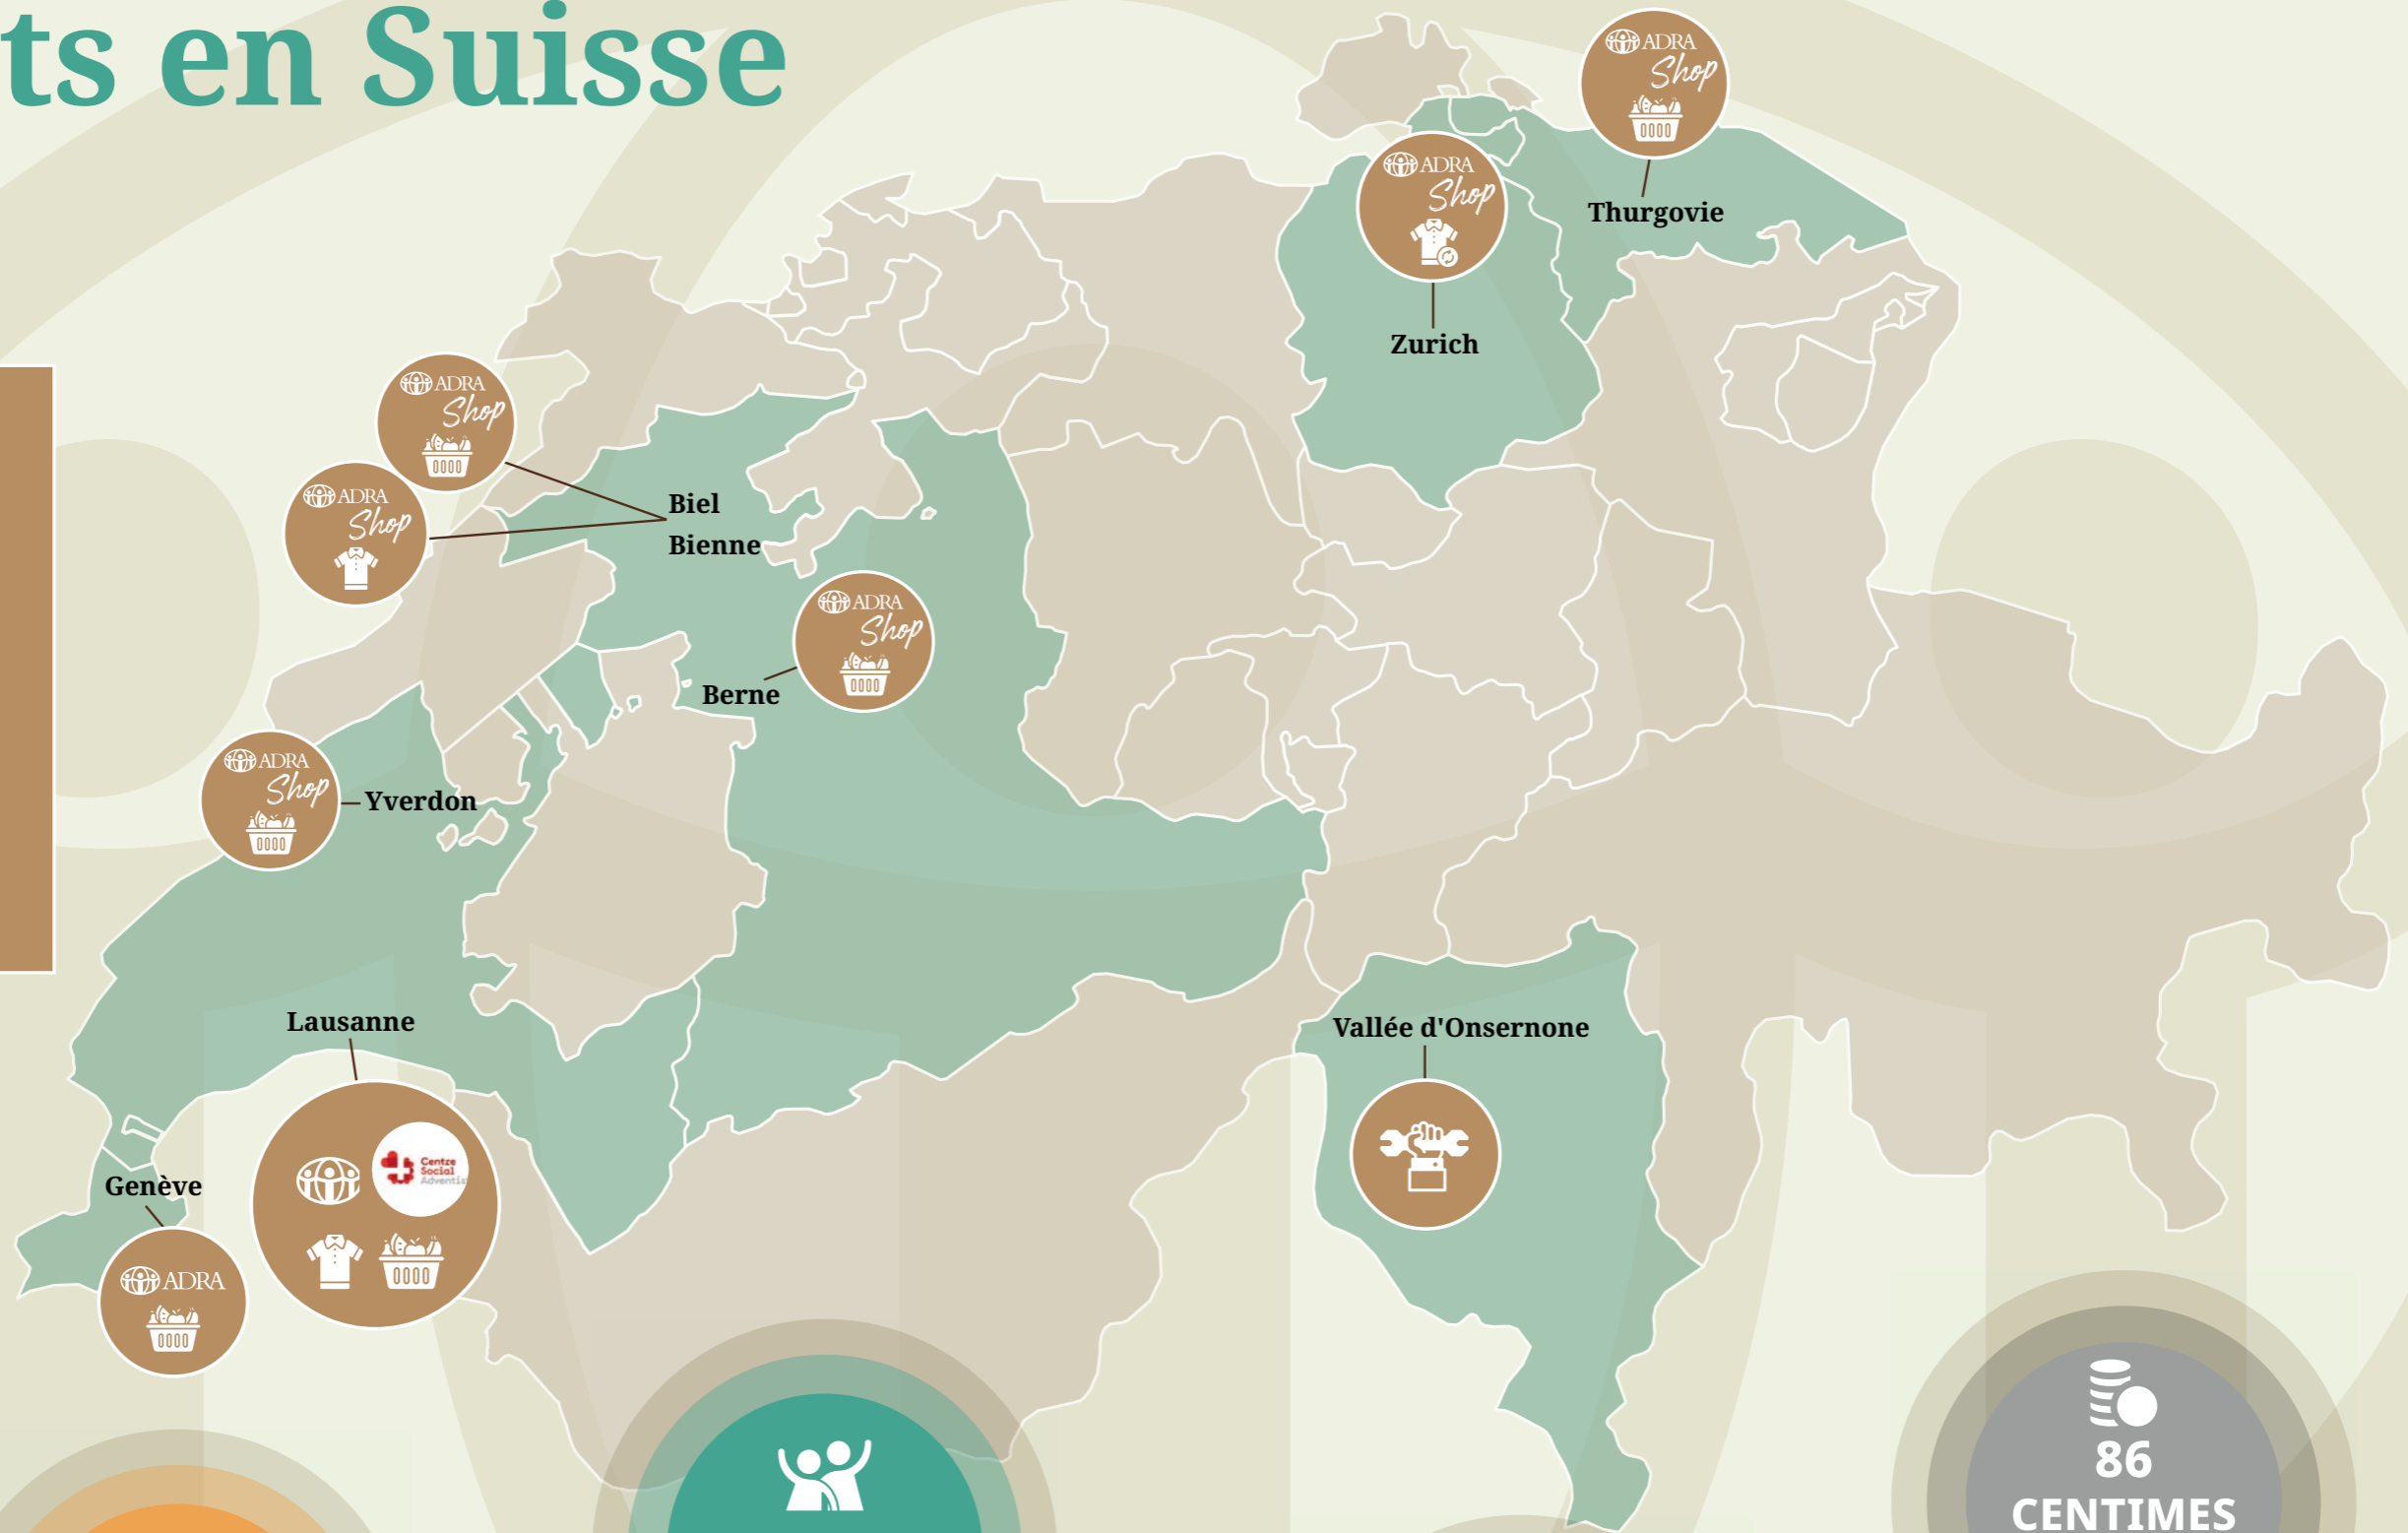 ts en Suisse
ADRA
Shop
Thurgovie
ADRA
Shop
Zurich
ADRA
Shop
ADRA
Shop
Biel
Bienne
ADRA
Shop
Berne
ADRA
Shop
Yverdon
Lausanne
Centre
Social
Adventis
Vallée d'Onsernone
Genève
ADRA
86
CENTIMES